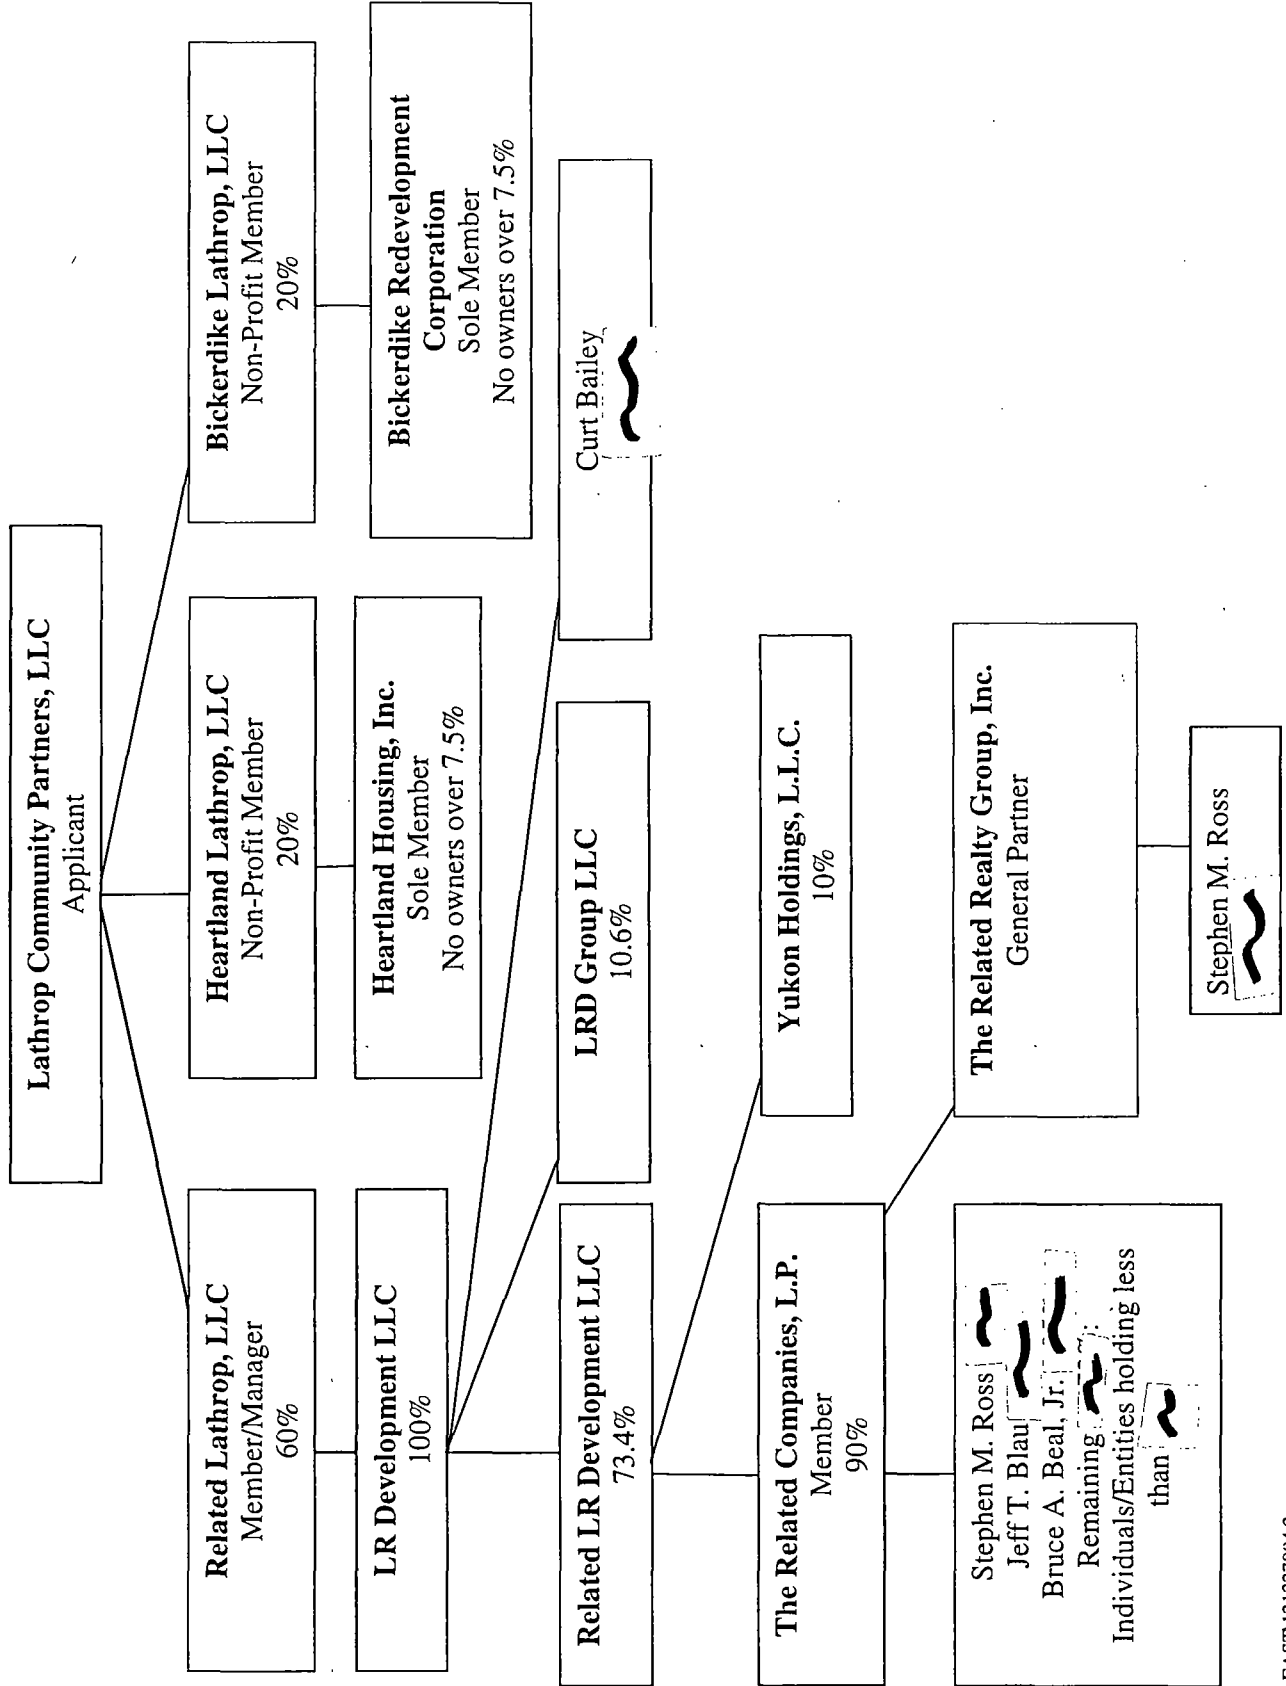 Lathrop Community Partners, LLC
Applicant
Related Lathrop, LLC
Member/Manager
60%
Heartland Lathrop, LLC
Non-Profit Member
20%
Bickerdike Lathrop, LLC
Non-Profit Member
20%
LR Development LLC
100%
Heartland Housing, Inc.
Sole Member
No owners over 7.5%
Bickerdike Redevelopment
Corporation
Sole Member
No owners over 7.5%
Related LR Development LLC
73.4%
LRD Group LLC
10.6%
Curt Bailey
The Related Companies, L.P.
Member
90%
Yukon Holdings, L.L.C.
10%
Stephen M. Ross
Jeff T. Blau
Bruce A. Beal, Jr.
Remaining
Individuals/Entities holding less
than
The Related Realty Group, Inc.
General Partner
Stephen M. Ross